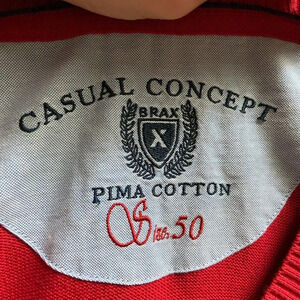 CASUAL CONCEPT
BRAX
X
PIMA COTTON
Size.50